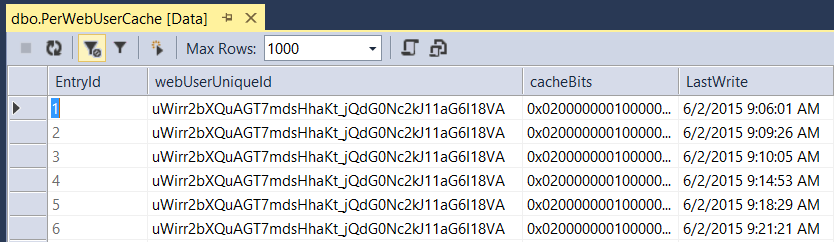 dbo.PerWebUserCache [Data]
Max Rows: 1000
EntryId webUserUniqueId cacheBits LastWrite
1 uWirr2bXQuAGT7mdsHhaKt_jQdG0Nc2kJ11aG6I18VA 0x020000000100000... 6/2/2015 9:06:01 AM
2 uWirr2bXQuAGT7mdsHhaKt_jQdG0Nc2kJ11aG6I18VA 0x020000000100000... 6/2/2015 9:09:26 AM
3 uWirr2bXQuAGT7mdsHhaKt_jQdG0Nc2kJ11aG6I18VA 0x020000000100000... 6/2/2015 9:10:05 AM
4 uWirr2bXQuAGT7mdsHhaKt_jQdG0Nc2kJ11aG6I18VA 0x020000000100000... 6/2/2015 9:14:53 AM
5 uWirr2bXQuAGT7mdsHhaKt_jQdG0Nc2kJ11aG6I18VA 0x020000000100000... 6/2/2015 9:18:29 AM
6 uWirr2bXQuAGT7mdsHhaKt_jQdG0Nc2kJ11aG6I18VA 0x020000000100000... 6/2/2015 9:21:21 AM